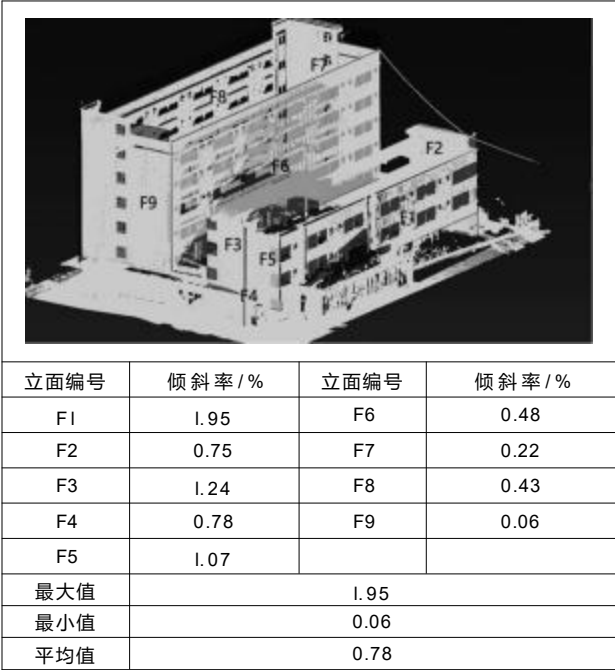 F7
F8
F2
F6
F9
F3
F5
F4
立面编号 倾斜率/% 立面编号 倾斜率/%
F1 1.95 F6 0.48
F2 0.75 F7 0.22
F3 1.24 F8 0.43
F4 0.78 F9 0.06
F5 1.07
最大值 1.95
最小值 0.06
平均值 0.78